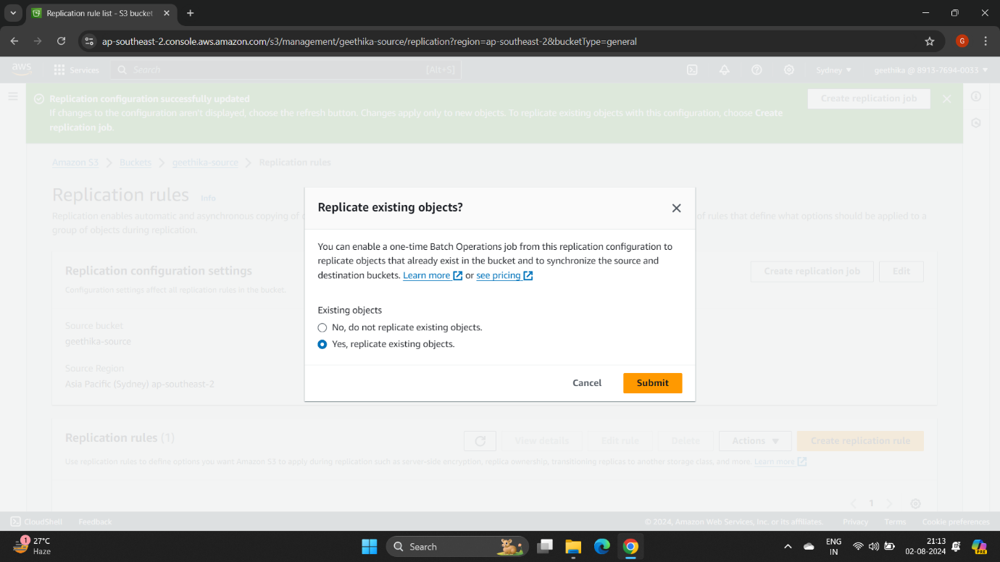 Replication rule list - S3 bucket
ap-southeast-2.console.aws.amazon.com/s3/management/geethika-source/replication?region=ap-southeast-2&bucketType=general
G
aws
Services
Search
[Alt+S]
Sydney
geethika @ 8913-7694-0033
Replication configuration successfully updated
If changes to the configuration aren't displayed, choose the refresh button. Changes apply only to new objects. To replicate existing objects with this configuration, choose Create
replication job.
Create replication job
Amazon S3
Buckets
geethika-source
Replication rules
Replication rules
Info
Replication enables automatic and asynchronous copying of
of rules that define what options should be applied to a
group of objects during replication.
Replication configuration settings
Create replication job
Edit
Configuration settings affect all replication rules in the bucket.
Source bucket
geethika-source
Source Region
Asia Pacific (Sydney) ap-southeast-2
Replicate existing objects?
You can enable a one-time Batch Operations job from this replication configuration to
replicate objects that already exist in the bucket and to synchronize the source and
destination buckets. Learn more or see pricing
Existing objects
No, do not replicate existing objects.
Yes, replicate existing objects.
Cancel
Submit
Replication rules (1)
View details
Edit rule
Delete
Actions
Create replication rule
Use replication rules to define options you want Amazon S3 to apply during replication such as server-side encryption, replica ownership, transitioning replicas to another storage class, and more. Learn more
1
CloudShell
Feedback
© 2024, Amazon Web Services, Inc. or its affiliates.
Privacy
Terms
Cookie preferences
1
27°C
Haze
Search
ENG
IN
21:13
02-08-2024
PRE